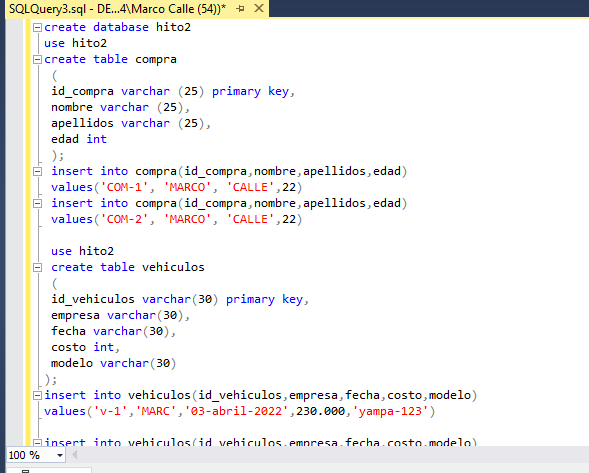 SQLQuery3.sql - DE...4\Marco Calle (54))*
create database hito2
use hito2
create table compra
(
id_compra varchar (25) primary key,
nombre varchar (25),
apellidos varchar (25),
edad int
);
insert into compra(id_compra,nombre,apellidos,edad)
values('COM-1', 'MARCO', 'CALLE',22)
insert into compra(id_compra,nombre,apellidos,edad)
values('COM-2', 'MARCO', 'CALLE',22)
use hito2
create table vehiculos
(
id_vehiculos varchar(30) primary key,
empresa varchar(30),
fecha varchar(30),
costo int,
modelo varchar(30)
);
insert into vehiculos(id_vehiculos,empresa,fecha,costo,modelo)
values('v-1','MARC','03-abril-2022',230.000,'yampa-123')
insert into vehiculos(id_vehiculos,empresa,fecha,costo,modelo)
100 %